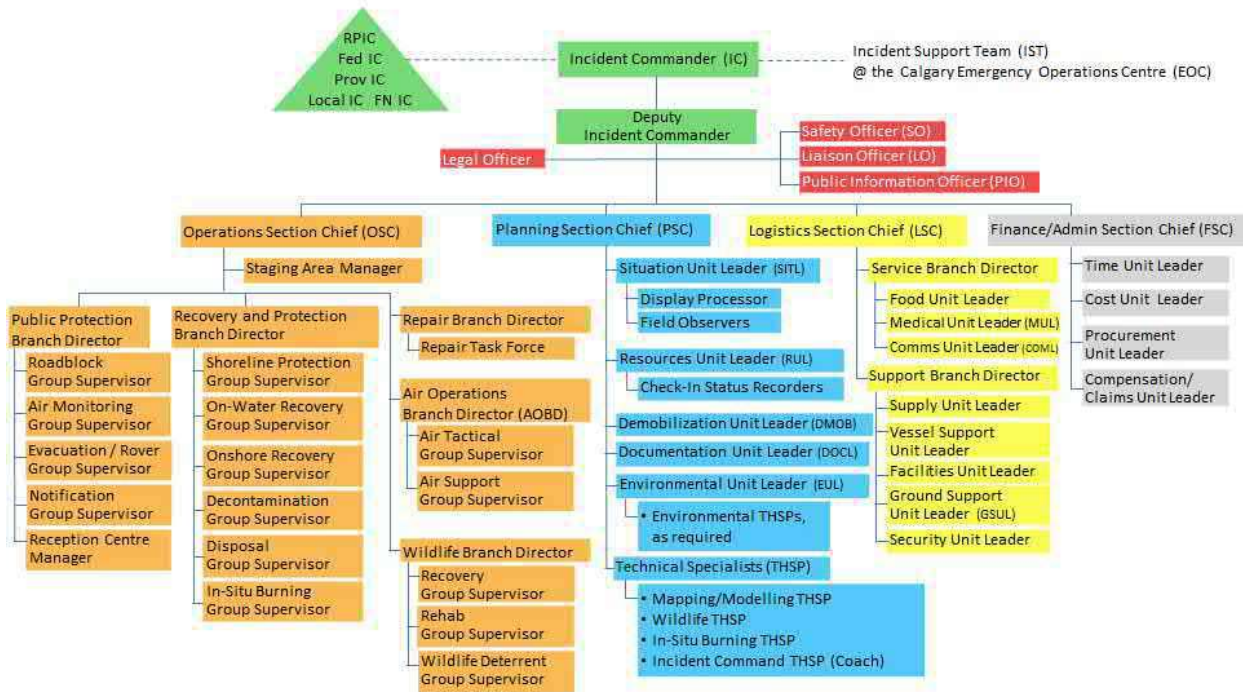 RPIC
Fed IC
Prov IC
Local IC FN IC
Incident Commander (IC)
Incident Support Team (IST)
@ the Calgary Emergency Operations Centre (EOC)
Deputy
Incident Commander
Legal Officer
Safety Officer (SO)
Liaison Officer (LO)
Public Information Officer (PIO)
Operations Section Chief (OSC)
Staging Area Manager
Public Protection
Branch Director
Roadblock
Group Supervisor
Air Monitoring
Group Supervisor
Evacuation / Rover
Group Supervisor
Notification
Group Supervisor
Reception Centre
Manager
Recovery and Protection
Branch Director
Shoreline Protection
Group Supervisor
On-Water Recovery
Group Supervisor
Onshore Recovery
Group Supervisor
Decontamination
Group Supervisor
Disposal
Group Supervisor
In-Situ Burning
Group Supervisor
Repair Branch Director
Repair Task Force
Air Operations
Branch Director (AOBD)
Air Tactical
Group Supervisor
Air Support
Group Supervisor
Wildlife Branch Director
Recovery
Group Supervisor
Rehab
Group Supervisor
Wildlife Deterrent
Group Supervisor
Planning Section Chief (PSC)
Situation Unit Leader (SITL)
Display Processor
Field Observers
Resources Unit Leader (RUL)
Check-In Status Recorders
Demobilization Unit Leader (DMOB)
Documentation Unit Leader (DOCL)
Environmental Unit Leader (EUL)
• Environmental THSPs,
as required
Technical Specialists (THSP)
• Mapping/Modelling THSP
• Wildlife THSP
• In-Situ Burning THSP
• Incident Command THSP (Coach)
Logistics Section Chief (LSC)
Service Branch Director
Food Unit Leader
Medical Unit Leader (MUL)
Comms Unit Leader (COML)
Support Branch Director
Supply Unit Leader
Vessel Support
Unit Leader
Facilities Unit Leader
Ground Support
Unit Leader (GSUL)
Security Unit Leader
Finance/Admin Section Chief (FSC)
Time Unit Leader
Cost Unit Leader
Procurement
Unit Leader
Compensation/
Claims Unit Leader